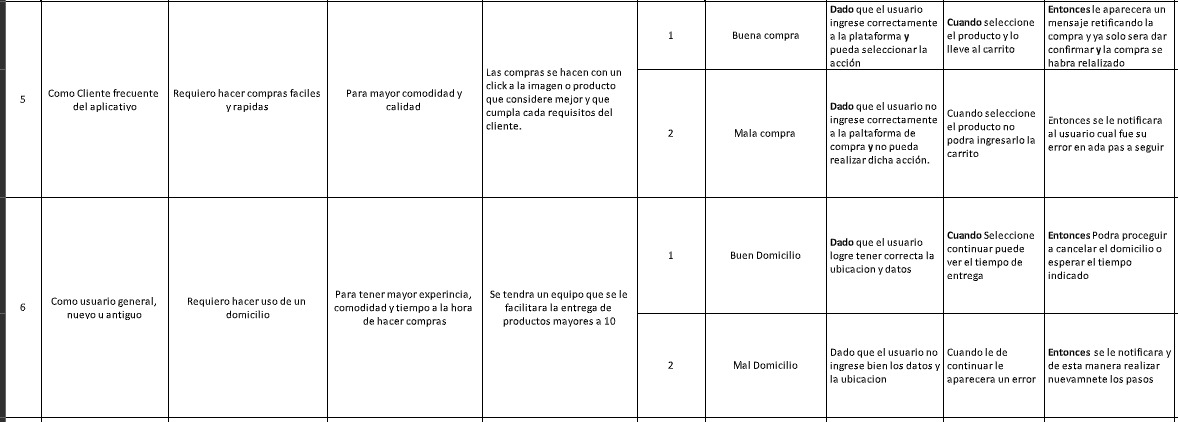 5
Como Cliente frecuente
del aplicativo
Requiero hacer compras faciles
y rapidas
Para mayor comodidad y
calidad
Las compras se hacen con un
click a la imagen o producto
que considere mejor y que
cumpla cada requisitos del
cliente.
1
Buena compra
Dado que el usuario
ingrese correctamente
a la plataforma y
pueda seleccionar la
acción
Cuando seleccione
el producto y lo
lleve al carrito
Entonces le aparecera un
mensaje retificando la
compra y ya solo sera dar
confirmar y la compra se
habra relalizado
2
Mala compra
Dado que el usuario no
ingrese correctamente
a la paltaforma de
compra y no pueda
realizar dicha acción.
Cuando seleccione
el producto no
podra ingresarlo la
carrito
Entonces se le notificara
al usuario cual fue su
error en ada pas a seguir
6
Como usuario general,
nuevo u antiguo
Requiero hacer uso de un
domicilio
Para tener mayor experincia,
comodidad y tiempo a la hora
de hacer compras
Se tendra un equipo que se le
facilitara la entrega de
productos mayores a 10
1
Buen Domicilio
Dado que el usuario
logre tener correcta la
ubicacion y datos
Cuando Seleccione
continuar puede
ver el tiempo de
entrega
Entonces Podra proceguir
a cancelar el domicilio o
esperar el tiempo
indicado
2
Mal Domicilio
Dado que el usuario no
ingrese bien los datos y
la ubicacion
Cuando le de
continuar le
aparecera un error
Entonces se le notificara y
de esta manera realizar
nuevamnete los pasos